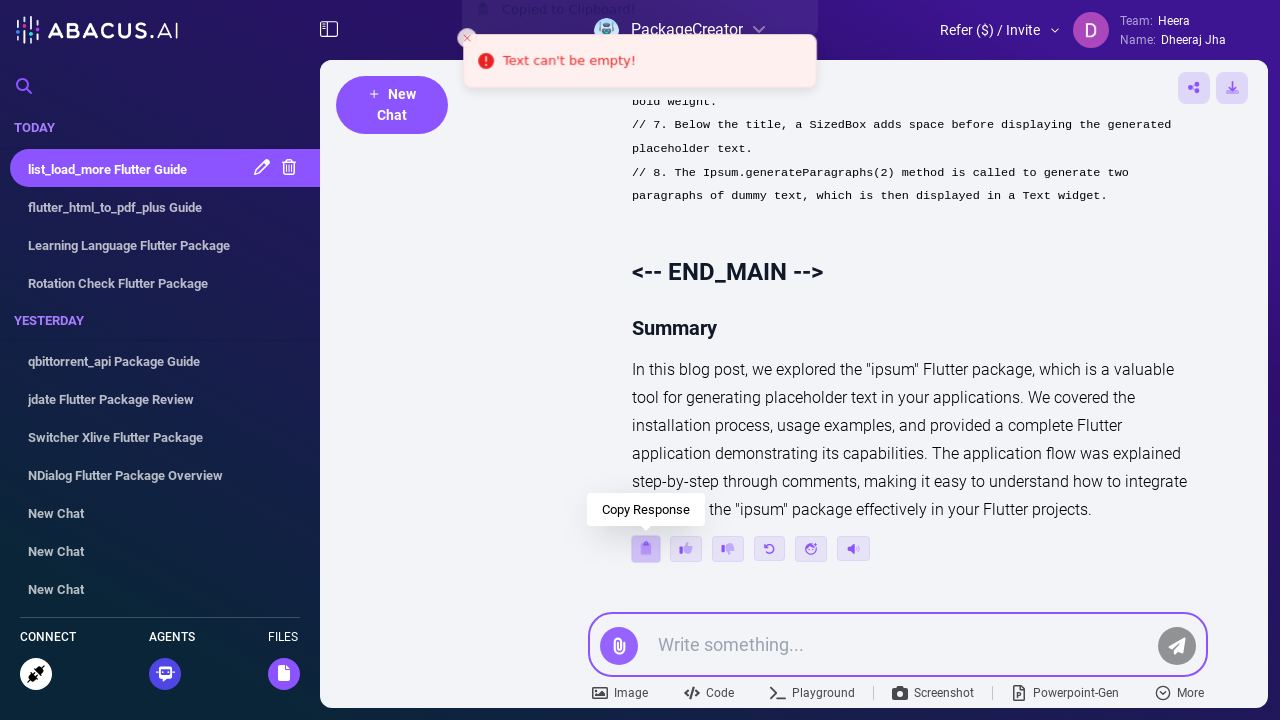 ABACUS.AI
Copied to Clipboard!
PackageCreator
Refer ($) / Invite
D
Team: Heera
Name: Dheeraj Jha
Text can't be empty!
+ New Chat
TODAY
list_load_more Flutter Guide
flutter_html_to_pdf_plus Guide
Learning Language Flutter Package
Rotation Check Flutter Package
YESTERDAY
qbittorrent_api Package Guide
jdate Flutter Package Review
Switcher Xlive Flutter Package
NDialog Flutter Package Overview
New Chat
New Chat
New Chat
CONNECT
AGENTS
FILES
bold weight.
// 7. Below the title, a SizedBox adds space before displaying the generated
placeholder text.
// 8. The Ipsum.generateParagraphs(2) method is called to generate two
paragraphs of dummy text, which is then displayed in a Text widget.
<-- END_MAIN -->
Summary
In this blog post, we explored the "ipsum" Flutter package, which is a valuable
tool for generating placeholder text in your applications. We covered the
installation process, usage examples, and provided a complete Flutter
application demonstrating its capabilities. The application flow was explained
step-by-step through comments, making it easy to understand how to integrate
the "ipsum" package effectively in your Flutter projects.
Copy Response
Write something...
Image
Code
Playground
Screenshot
Powerpoint-Gen
More